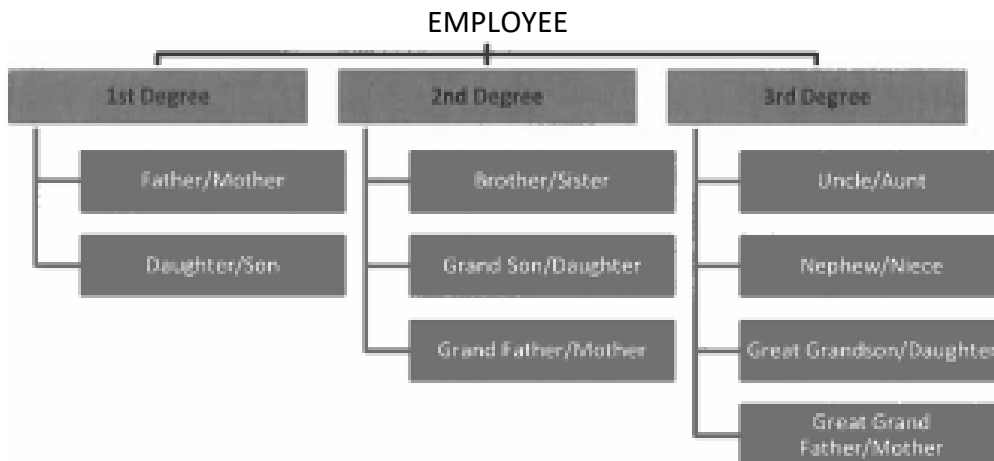 EMPLOYEE
1st Degree
2nd Degree
3rd Degree
Father/Mother
Brother/Sister
Uncle/Aunt
Daughter/Son
Grand Son/Daughter
Nephew/Niece
Grand Father/Mother
Great Grandson/Daughter
Great Grand
Father/Mother